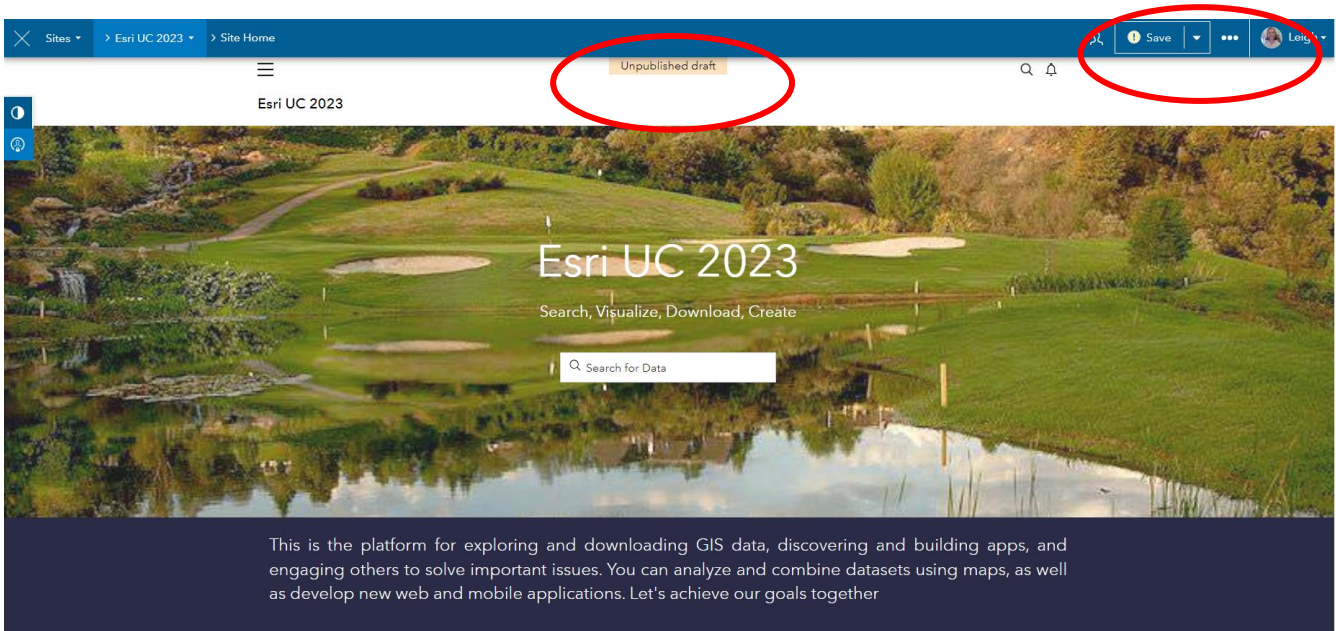 Sites > Esri UC 2023 > Site Home Save Leigh
Unpublished draft
Esri UC 2023
Esri UC 2023
Search, Visualize, Download, Create
Search for Data
This is the platform for exploring and downloading GIS data, discovering and building apps, and
engaging others to solve important issues. You can analyze and combine datasets using maps, as well
as develop new web and mobile applications. Let's achieve our goals together